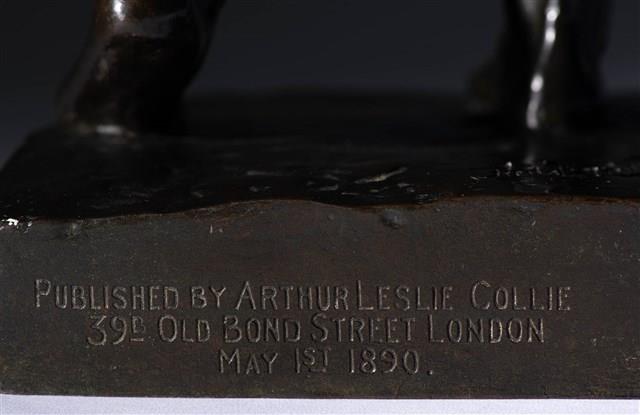 PUBLISHED BY ARTHUR LESLIE COLLIE
39B OLD BOND STREET LONDON
MAY 1ST 1890.